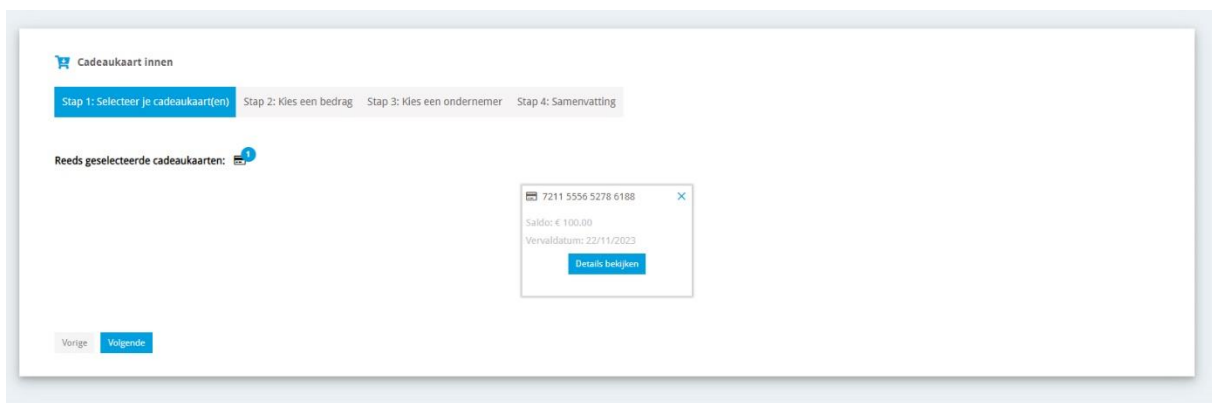 Cadeaukaart innen
Stap 1: Selecteer je cadeaukaart(en) Stap 2: Kies een bedrag Stap 3: Kies een ondernemer Stap 4: Samenvatting
Reeds geselecteerde cadeaukaarten: 1
7211 5556 5278 6188
Saldo: € 100,00
Vervaldatum: 22/11/2023
Details bekijken
Vorige Volgende